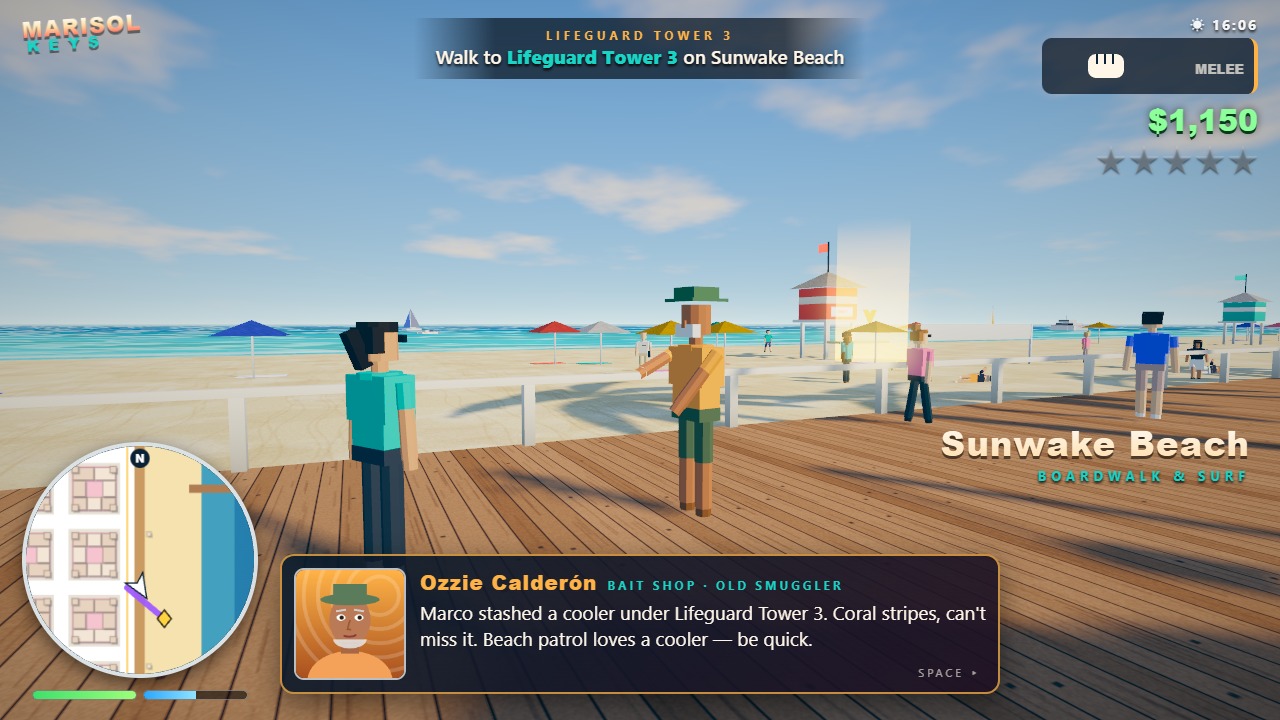 MARISOL
KEYS
LIFEGUARD TOWER 3
Walk to Lifeguard Tower 3 on Sunwake Beach
16:06
MELEE
$1,150
Sunwake Beach
BOARDWALK & SURF
N
Ozzie Calderón BAIT SHOP · OLD SMUGGLER
Marco stashed a cooler under Lifeguard Tower 3. Coral stripes, can't
miss it. Beach patrol loves a cooler — be quick.
SPACE